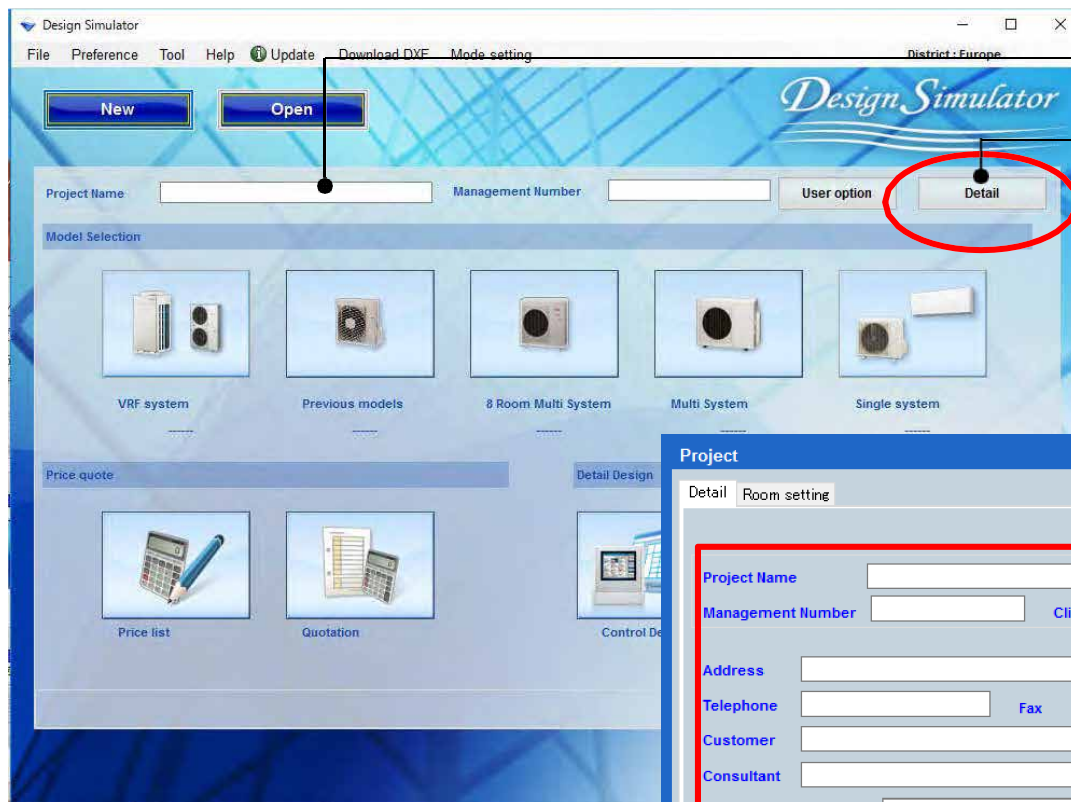 Design Simulator
File Preference Tool Help Update Download DXF Mode setting District : Europe
New Open
Design Simulator
Project Name Management Number User option Detail
Model Selection
VRF system Previous models 8 Room Multi System Multi System Single system
------ ------ ------ ------ ------
Price quote Detail Design
Price list Quotation Control De
Project
Detail Room setting
Project Name
Management Number Cli
Address
Telephone Fax
Customer
Consultant